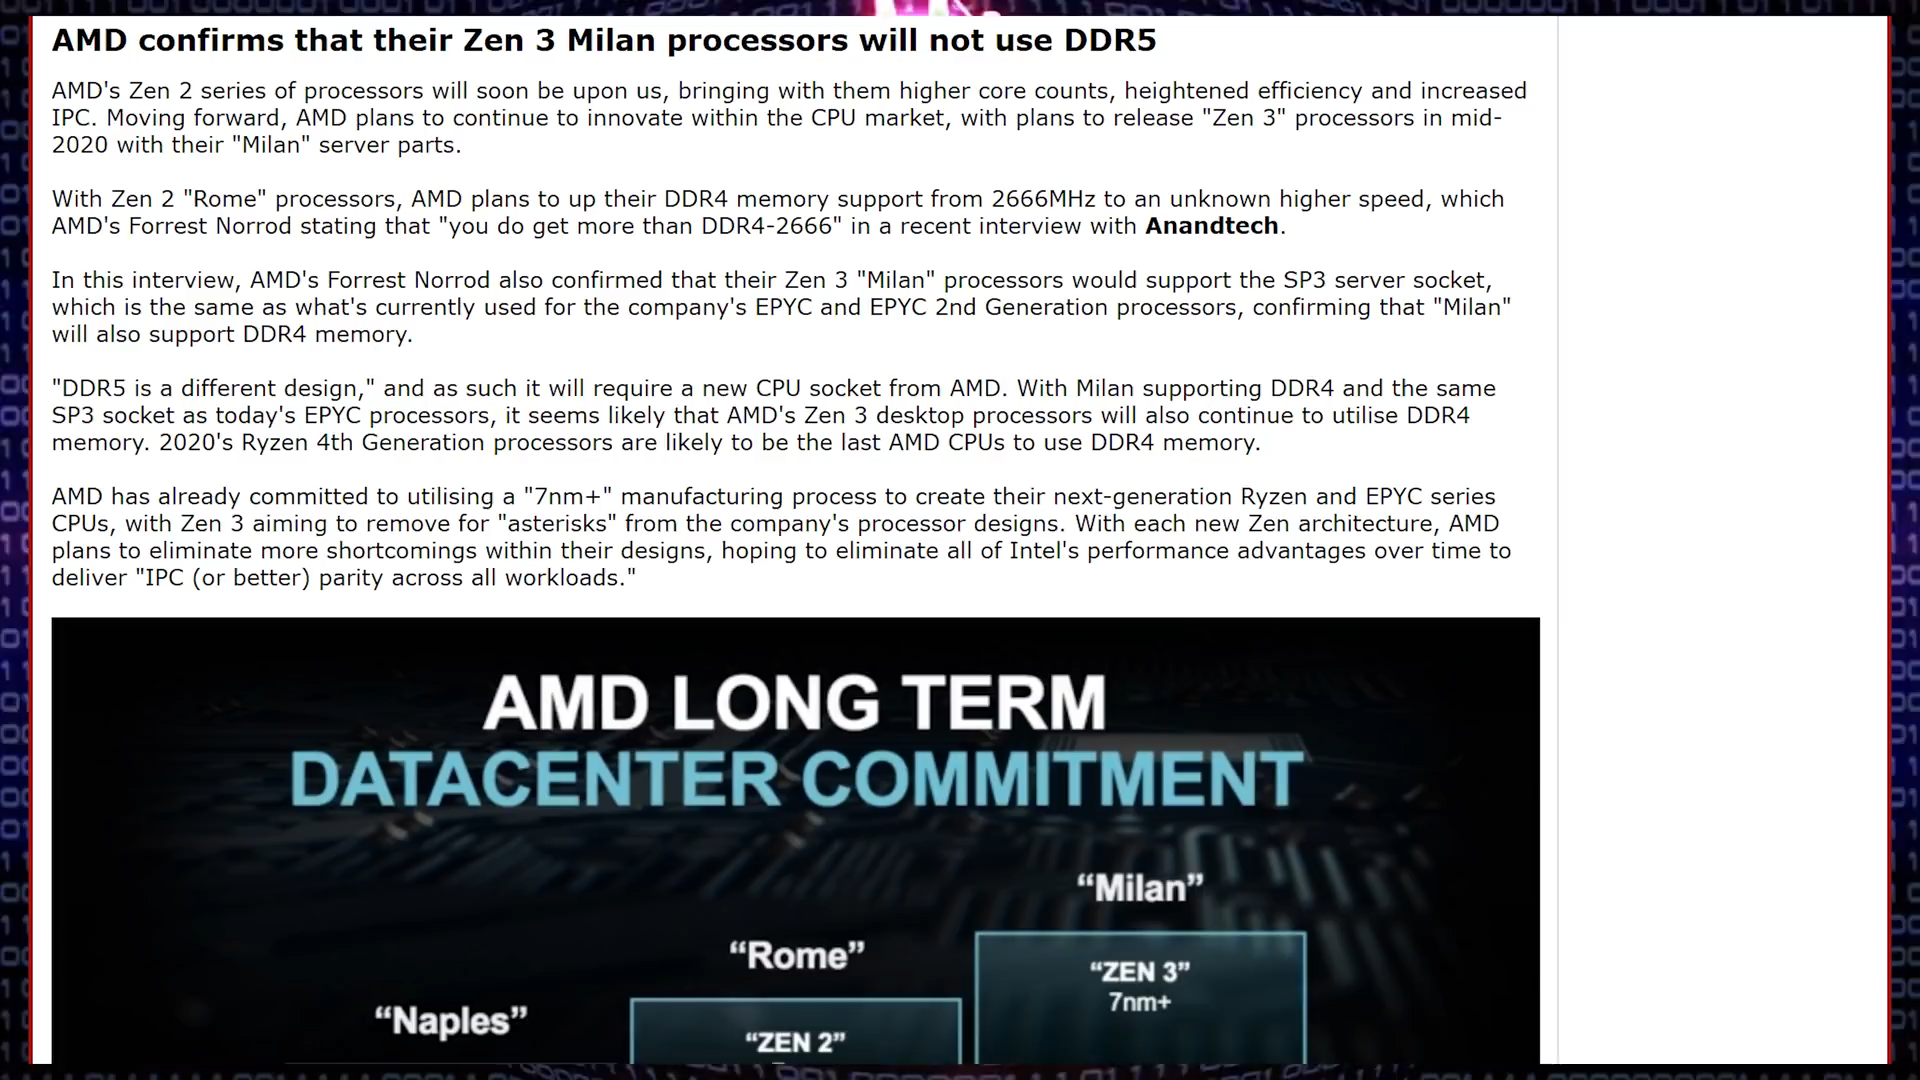 AMD confirms that their Zen 3 Milan processors will not use DDR5
AMD's Zen 2 series of processors will soon be upon us, bringing with them higher core counts, heightened efficiency and increased
IPC. Moving forward, AMD plans to continue to innovate within the CPU market, with plans to release "Zen 3" processors in mid-
2020 with their "Milan" server parts.
With Zen 2 "Rome" processors, AMD plans to up their DDR4 memory support from 2666MHz to an unknown higher speed, which
AMD's Forrest Norrod stating that "you do get more than DDR4-2666" in a recent interview with Anandtech.
In this interview, AMD's Forrest Norrod also confirmed that their Zen 3 "Milan" processors would support the SP3 server socket,
which is the same as what's currently used for the company's EPYC and EPYC 2nd Generation processors, confirming that "Milan"
will also support DDR4 memory.
"DDR5 is a different design," and as such it will require a new CPU socket from AMD. With Milan supporting DDR4 and the same
SP3 socket as today's EPYC processors, it seems likely that AMD's Zen 3 desktop processors will also continue to utilise DDR4
memory. 2020's Ryzen 4th Generation processors are likely to be the last AMD CPUs to use DDR4 memory.
AMD has already committed to utilising a "7nm+" manufacturing process to create their next-generation Ryzen and EPYC series
CPUs, with Zen 3 aiming to remove for "asterisks" from the company's processor designs. With each new Zen architecture, AMD
plans to eliminate more shortcomings within their designs, hoping to eliminate all of Intel's performance advantages over time to
deliver "IPC (or better) parity across all workloads."
AMD LONG TERM
DATACENTER COMMITMENT
“Milan”
“Rome”
“ZEN 3”
7nm+
“Naples”
“ZEN 2”